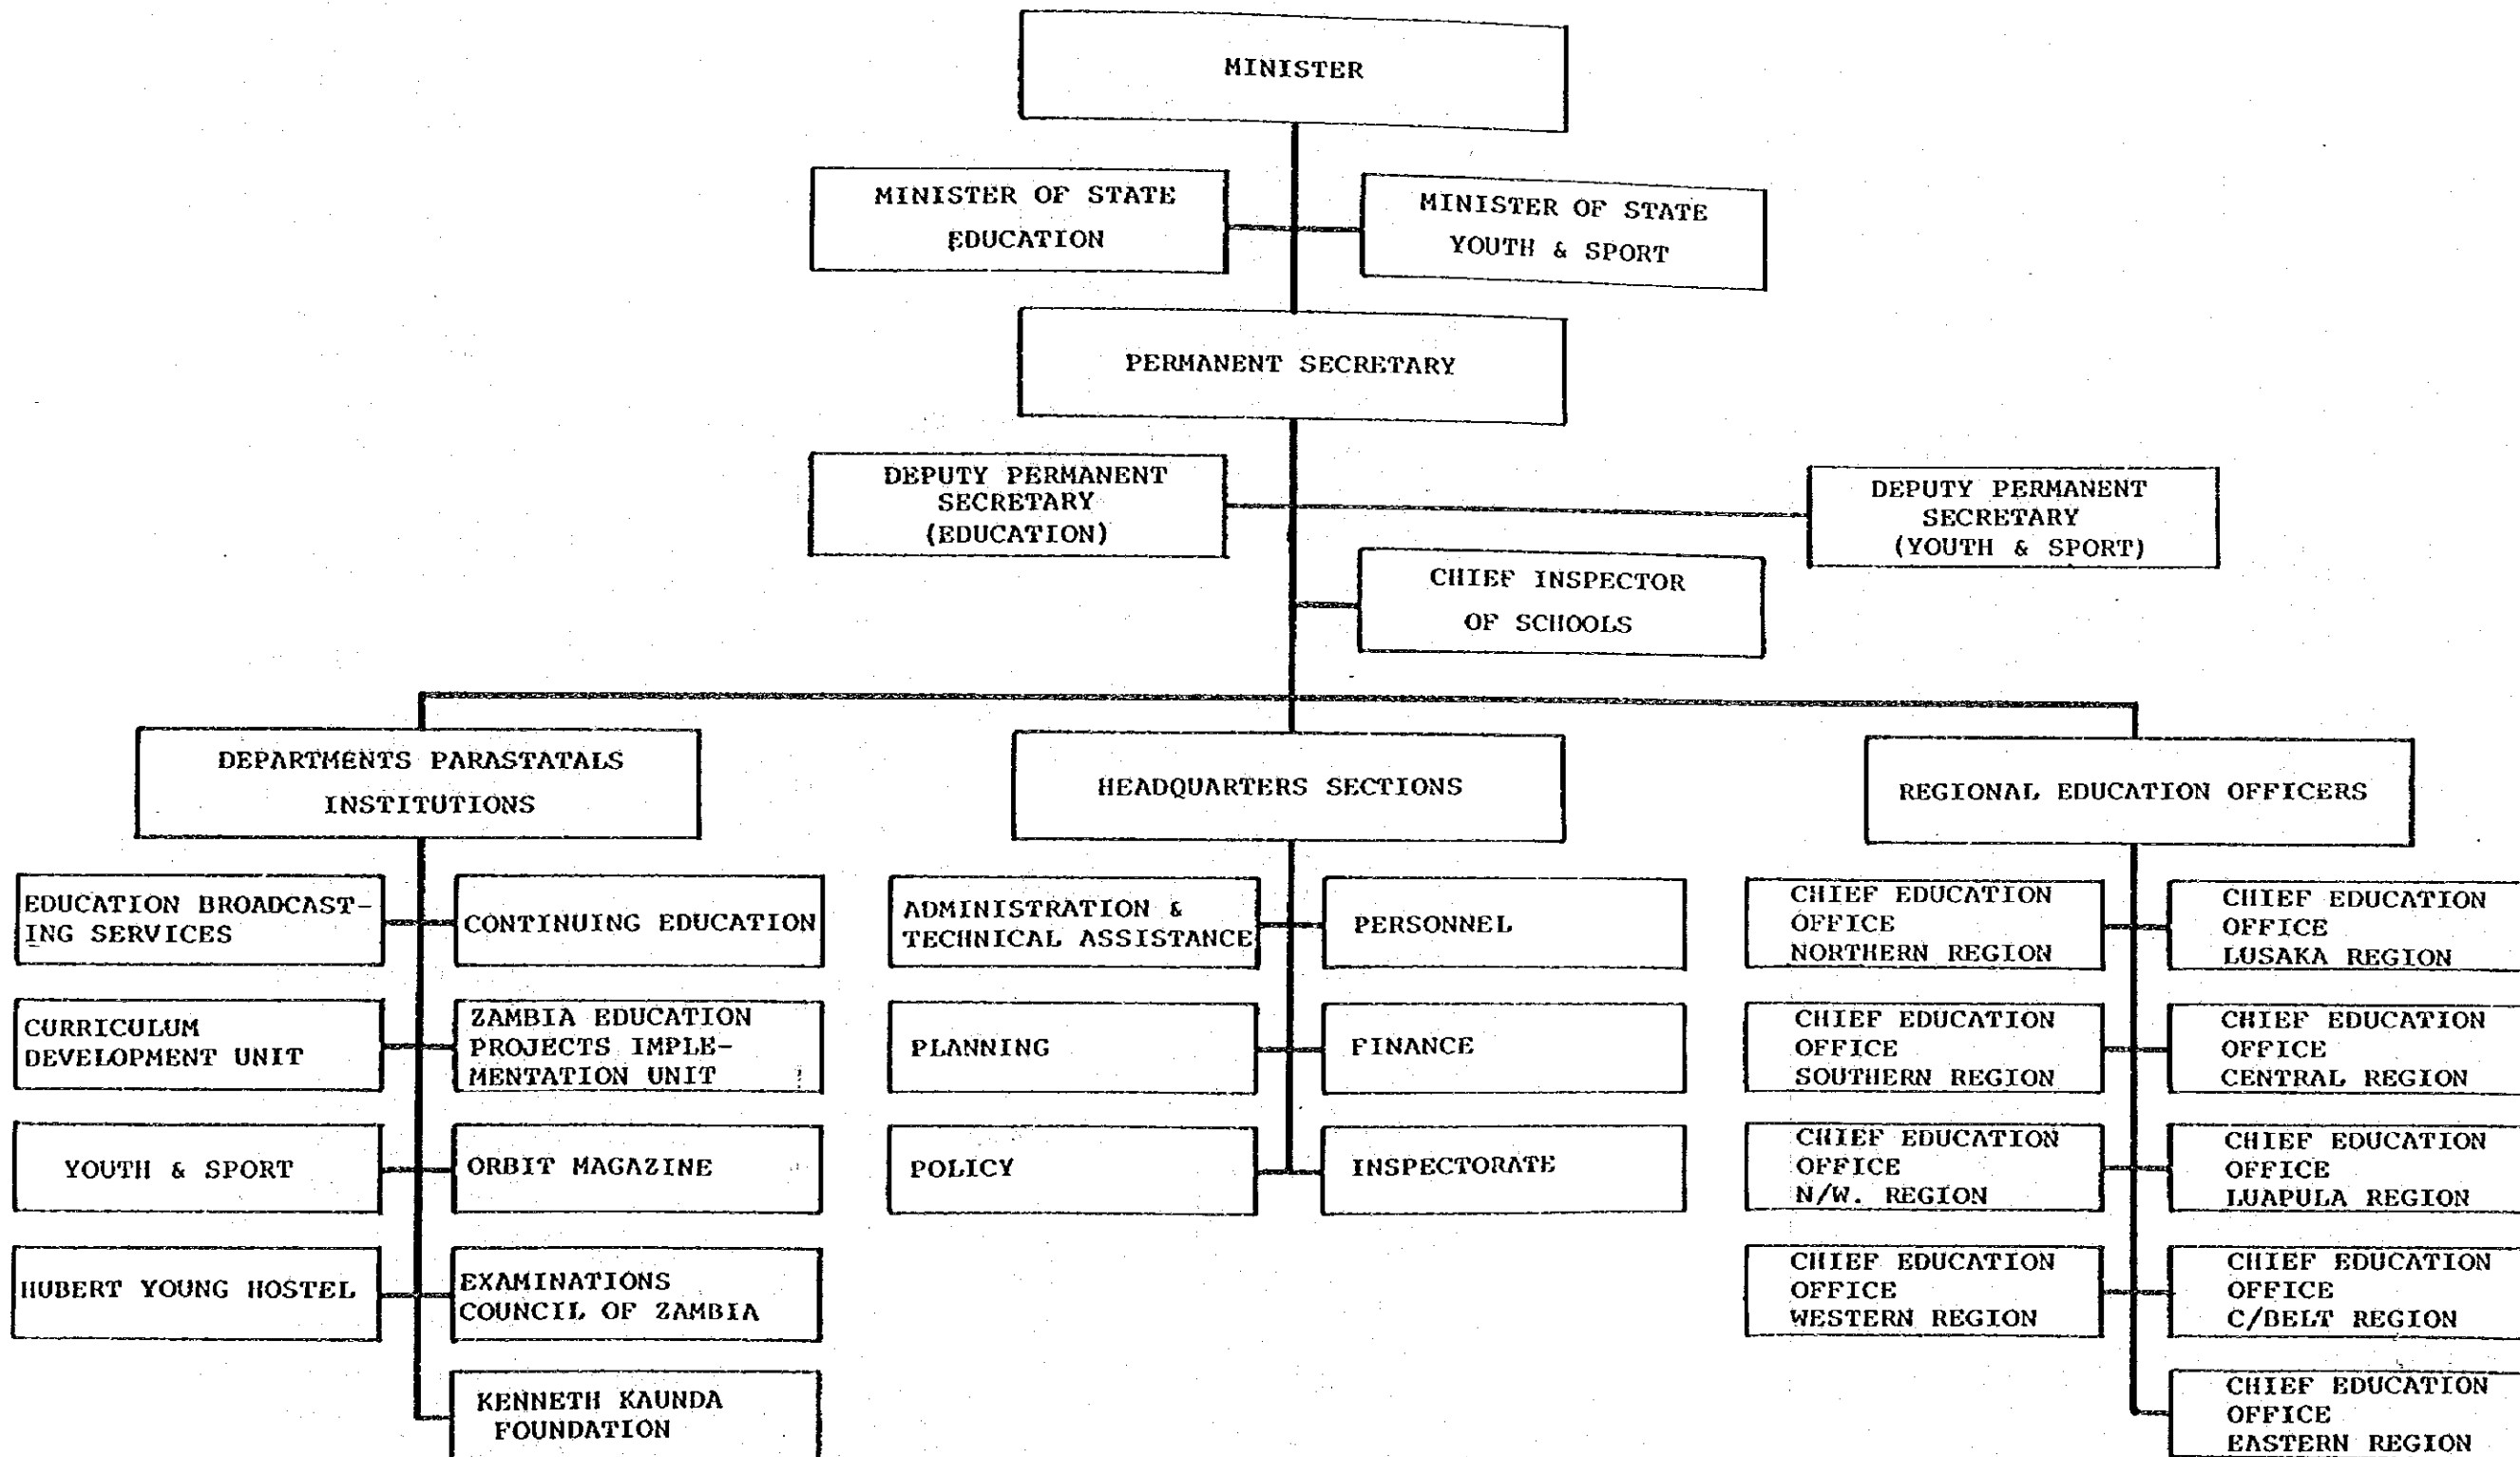 MINISTER
MINISTER OF STATE
EDUCATION
MINISTER OF STATE
YOUTH & SPORT
PERMANENT SECRETARY
DEPUTY PERMANENT
SECRETARY
(EDUCATION)
DEPUTY PERMANENT
SECRETARY
(YOUTH & SPORT)
CHIEF INSPECTOR
OF SCHOOLS
DEPARTMENTS PARASTATALS
INSTITUTIONS
HEADQUARTERS SECTIONS
REGIONAL EDUCATION OFFICERS
EDUCATION BROADCAST-
ING SERVICES
CONTINUING EDUCATION
CURRICULUM
DEVELOPMENT UNIT
ZAMBIA EDUCATION
PROJECTS IMPLE-
MENTATION UNIT
YOUTH & SPORT
ORBIT MAGAZINE
HUBERT YOUNG HOSTEL
EXAMINATIONS
COUNCIL OF ZAMBIA
KENNETH KAUNDA
FOUNDATION
ADMINISTRATION &
TECHNICAL ASSISTANCE
PERSONNEL
PLANNING
FINANCE
POLICY
INSPECTORATE
CHIEF EDUCATION
OFFICE
NORTHERN REGION
CHIEF EDUCATION
OFFICE
LUSAKA REGION
CHIEF EDUCATION
OFFICE
SOUTHERN REGION
CHIEF EDUCATION
OFFICE
CENTRAL REGION
CHIEF EDUCATION
OFFICE
N/W. REGION
CHIEF EDUCATION
OFFICE
LUAPULA REGION
CHIEF EDUCATION
OFFICE
WESTERN REGION
CHIEF EDUCATION
OFFICE
C/BELT REGION
CHIEF EDUCATION
OFFICE
EASTERN REGION